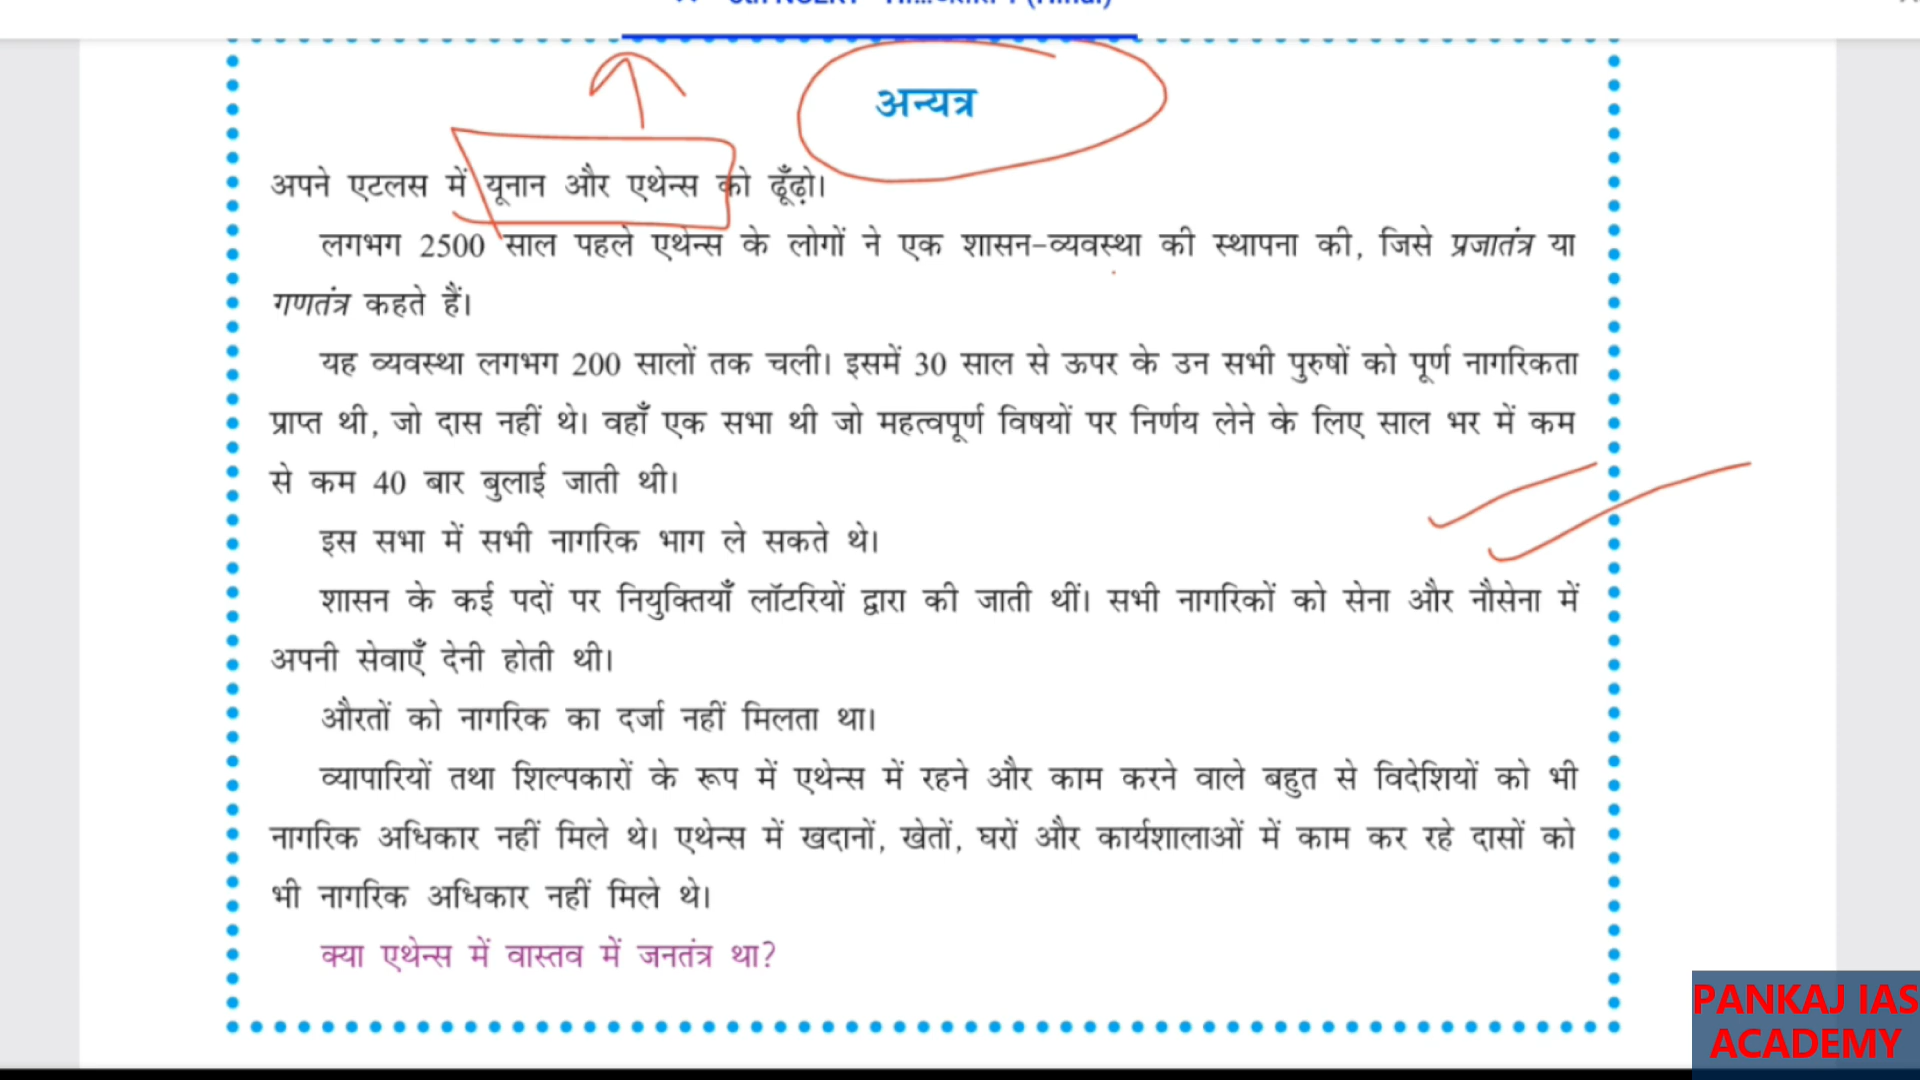 अन्यत्र
अपने एटलस में यूनान और एथेन्स को ढूँढ़ो।
लगभग 2500 साल पहले एथेन्स के लोगों ने एक शासन-व्यवस्था की स्थापना की, जिसे प्रजातंत्र या
गणतंत्र कहते हैं।
यह व्यवस्था लगभग 200 सालों तक चली। इसमें 30 साल से ऊपर के उन सभी पुरुषों को पूर्ण नागरिकता
प्राप्त थी, जो दास नहीं थे। वहाँ एक सभा थी जो महत्वपूर्ण विषयों पर निर्णय लेने के लिए साल भर में कम
से कम 40 बार बुलाई जाती थी।
इस सभा में सभी नागरिक भाग ले सकते थे।
शासन के कई पदों पर नियुक्तियाँ लॉटरियों द्वारा की जाती थीं। सभी नागरिकों को सेना और नौसेना में
अपनी सेवाएँ देनी होती थी।
औरतों को नागरिक का दर्जा नहीं मिलता था।
व्यापारियों तथा शिल्पकारों के रूप में एथेन्स में रहने और काम करने वाले बहुत से विदेशियों को भी
नागरिक अधिकार नहीं मिले थे। एथेन्स में खदानों, खेतों, घरों और कार्यशालाओं में काम कर रहे दासों को
भी नागरिक अधिकार नहीं मिले थे।
क्या एथेन्स में वास्तव में जनतंत्र था?
PANKAJ IAS
ACADEMY